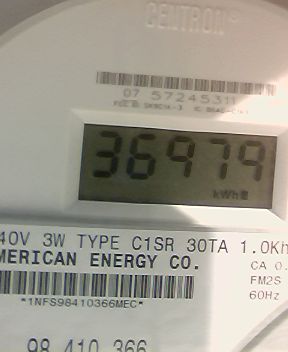 CENTRON®
07 57245311
36979
kWh
40V 3W TYPE C1SR 30TA 1.0Kh
MERICAN ENERGY CO.
CA 0.
FM2S
60Hz
*1NFS98410366MEC*
98 410 366